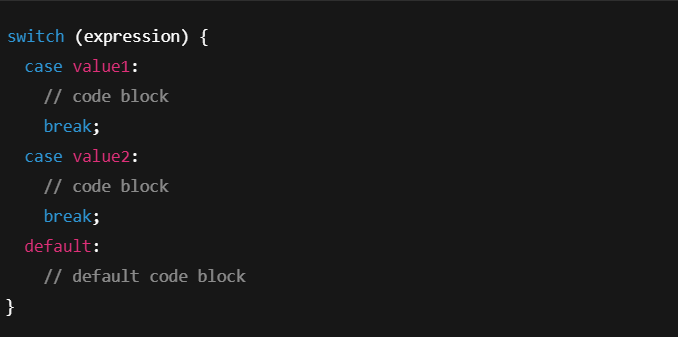 switch (expression) {
  case value1:
    // code block
    break;
  case value2:
    // code block
    break;
  default:
    // default code block
}